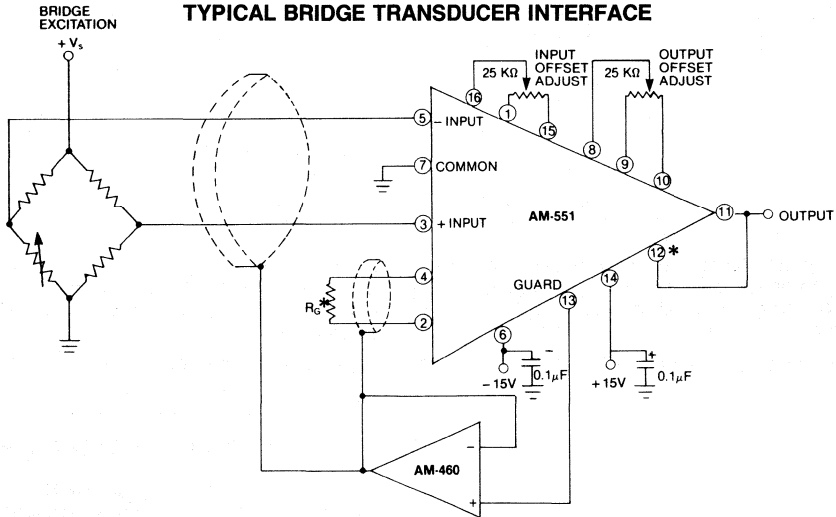 TYPICAL BRIDGE TRANSDUCER INTERFACE
BRIDGE
EXCITATION
+ Vs
INPUT
OFFSET
ADJUST
25 KΩ
OUTPUT
OFFSET
ADJUST
25 KΩ
16
1
15
8
9
10
5
– INPUT
7
COMMON
3
+ INPUT
AM-551
11
OUTPUT
12 *
4
RG*
2
GUARD
13
14
6
–
– 15V
0.1μF
+
+ 15V
0.1μF
–
AM-460
+